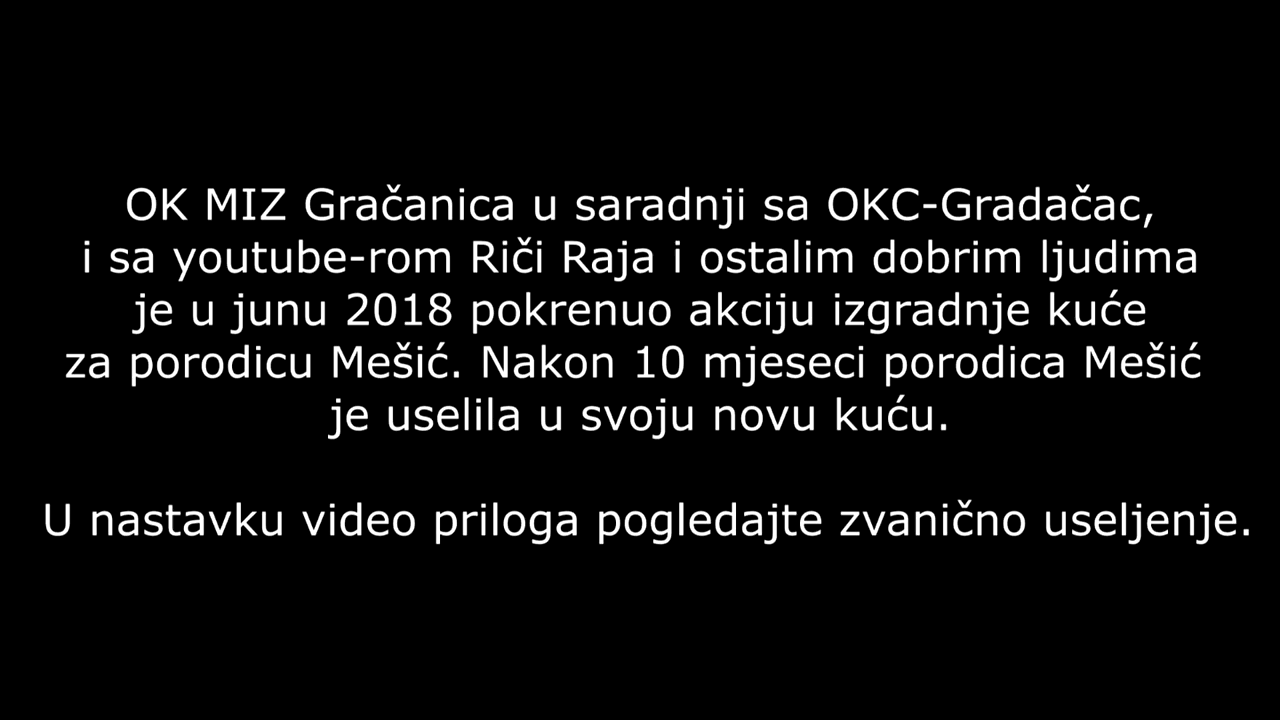 OK MIZ Gračanica u saradnji sa OKC-Gradačac,
i sa youtube-rom Riči Raja i ostalim dobrim ljudima
je u junu 2018 pokrenuo akciju izgradnje kuće
za porodicu Mešić. Nakon 10 mjeseci porodica Mešić
je uselila u svoju novu kuću.
U nastavku video priloga pogledajte zvanično useljenje.